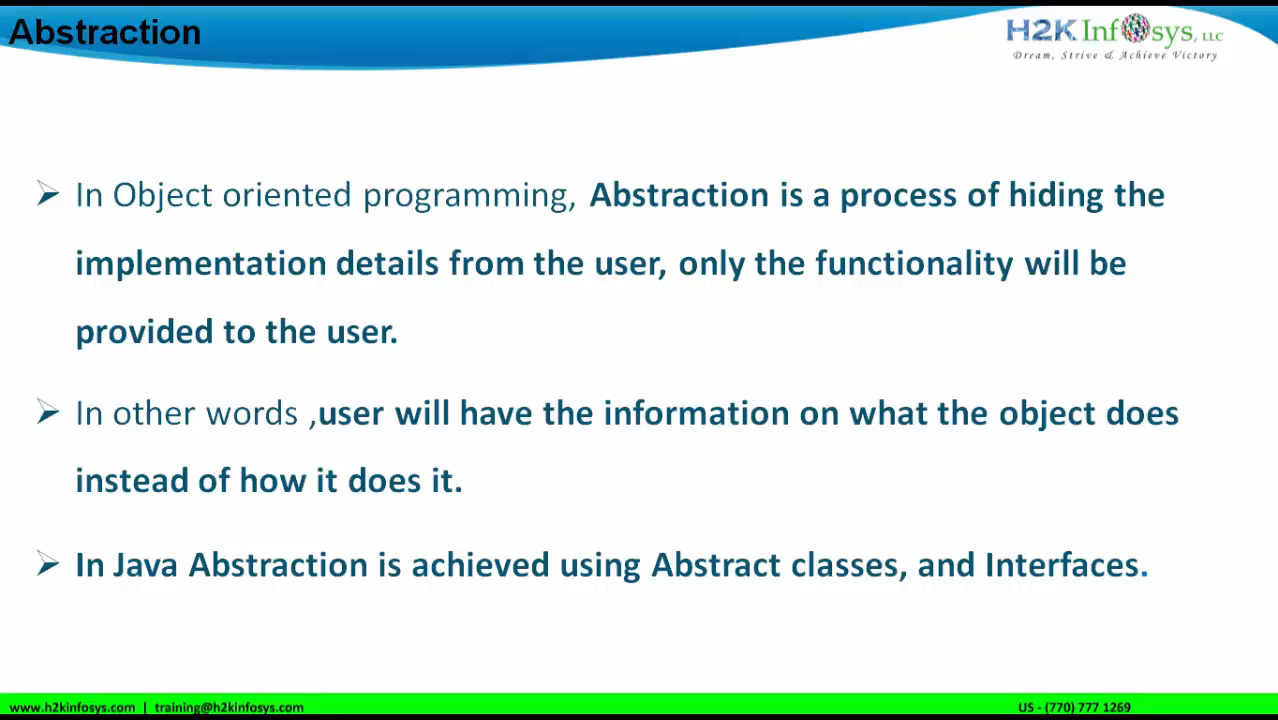 Abstraction
H2K Infosys, LLC
Dream, Strive & Achieve Victory
In Object oriented programming, Abstraction is a process of hiding the
implementation details from the user, only the functionality will be
provided to the user.
In other words ,user will have the information on what the object does
instead of how it does it.
In Java Abstraction is achieved using Abstract classes, and Interfaces.
www.h2kinfosys.com | training@h2kinfosys.com
US - (770) 777 1269